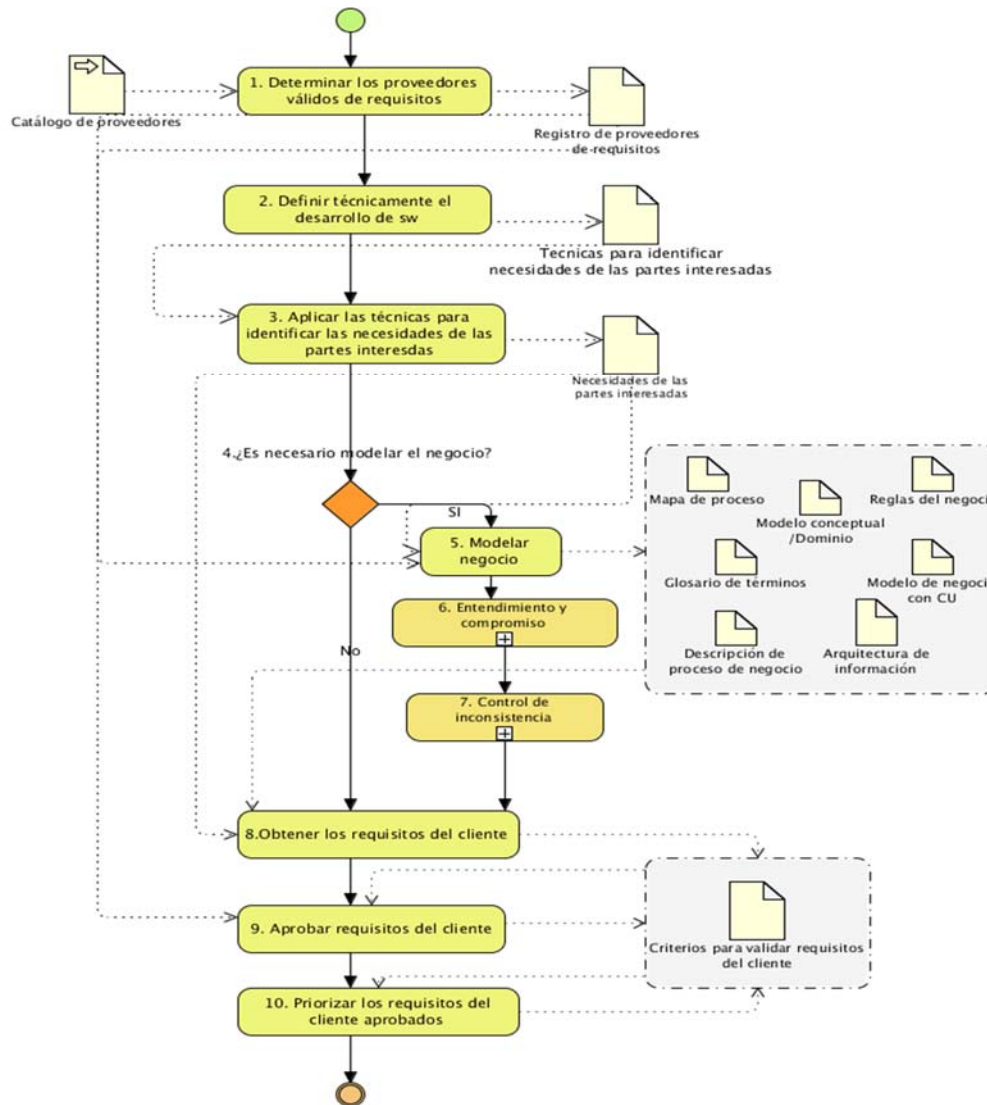 1. Determinar los proveedores
válidos de requisitos
Catálogo de proveedores
Registro de proveedores
de requisitos
2. Definir técnicamente el
desarrollo de sw
Tecnicas para identificar
necesidades de las partes interesadas
3. Aplicar las técnicas para
identificar las necesidades de las
partes interesdas
Necesidades de las
partes interesadas
4.¿Es necesario modelar el negocio?
SI
No
5. Modelar
negocio
Mapa de proceso
Reglas del negoci
Modelo conceptual
/Dominio
Glosario de términos
Modelo de negoci
con CU
Descripción de
proceso de negocio
Arquitectura de
información
6. Entendimiento y
compromiso
7. Control de
inconsistencia
8.Obtener los requisitos del cliente
9. Aprobar requisitos del cliente
Criterios para validar requisitos
del cliente
10. Priorizar los requisitos del
cliente aprobados